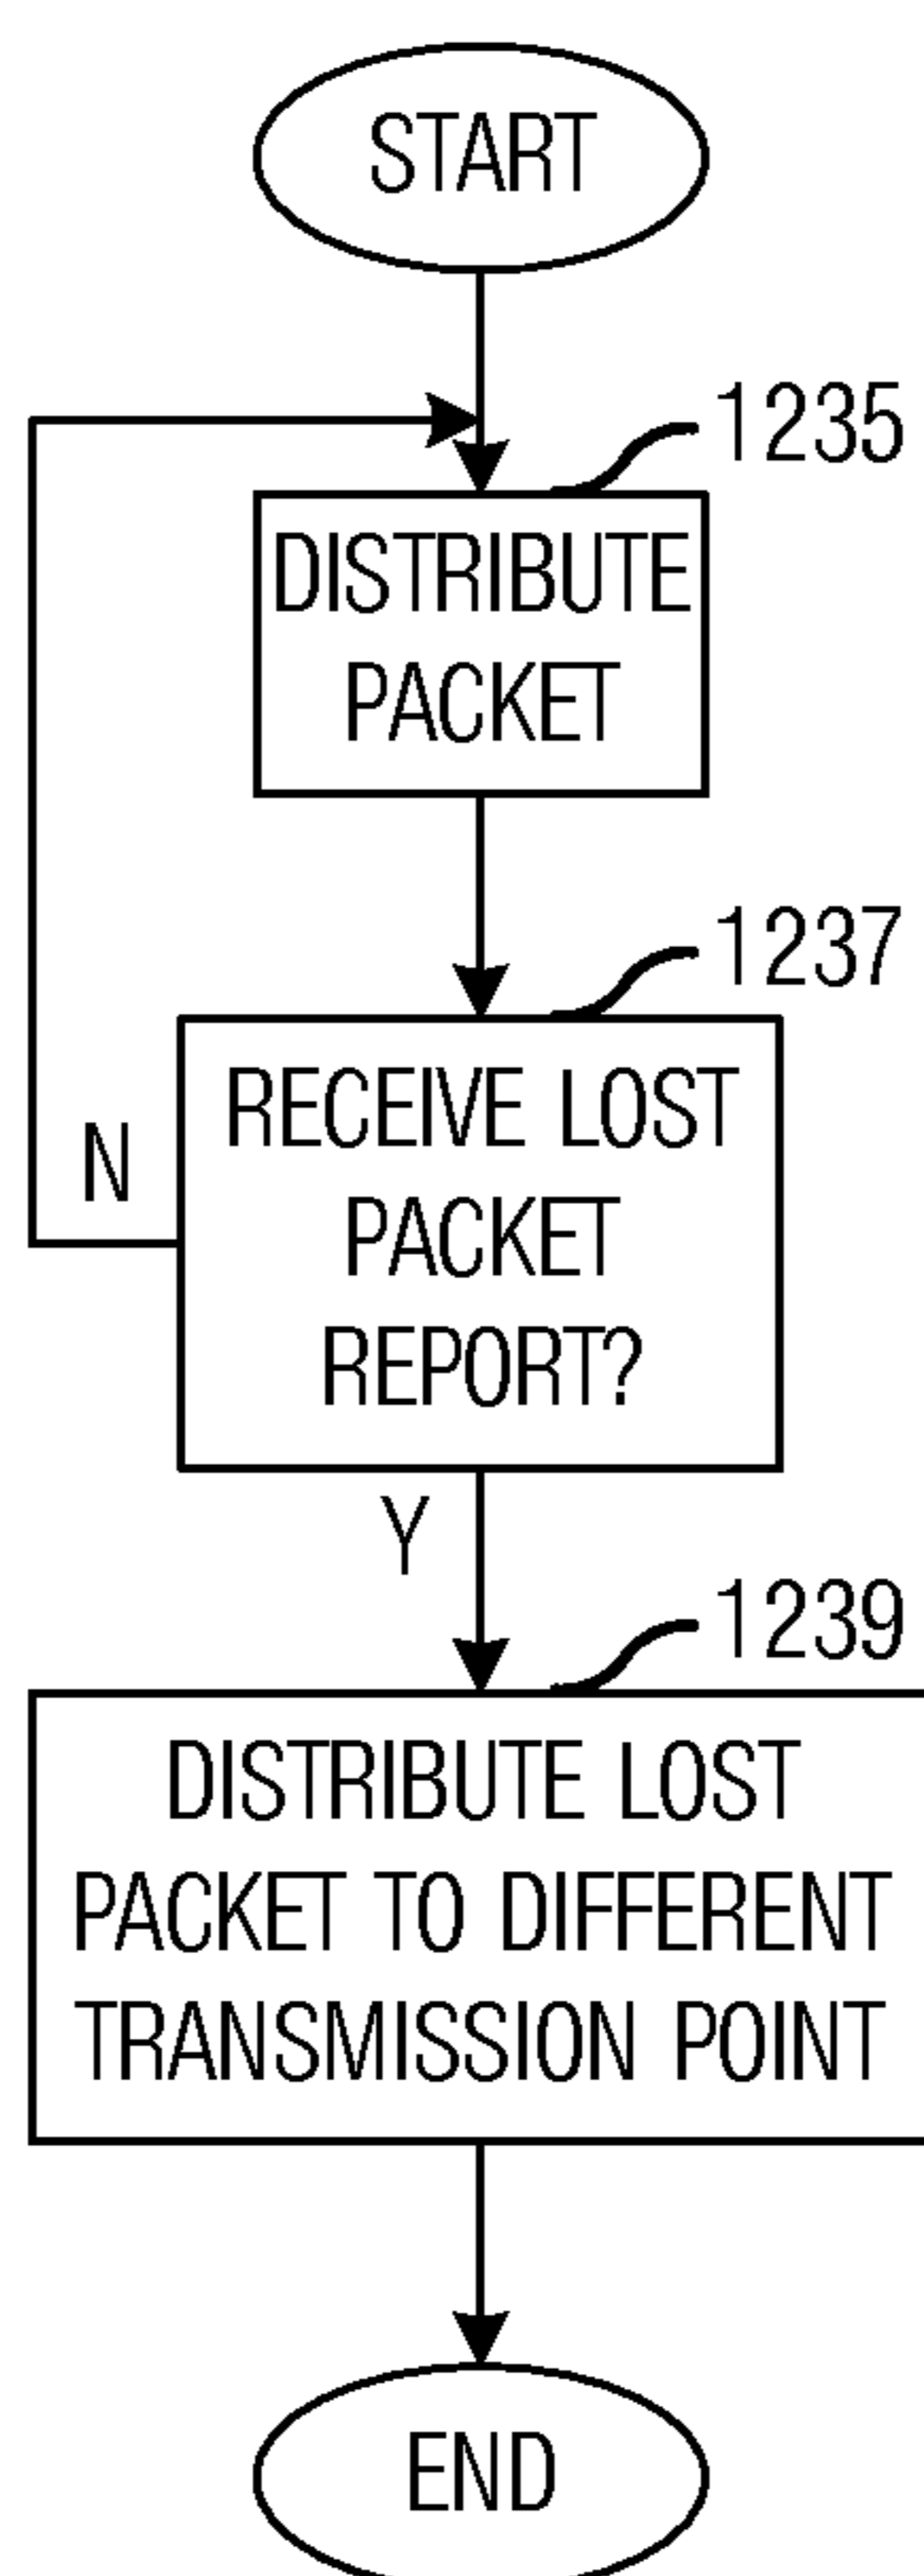 START
1235
DISTRIBUTE
PACKET
1237
RECEIVE LOST
PACKET
REPORT?
N
Y
1239
DISTRIBUTE LOST
PACKET TO DIFFERENT
TRANSMISSION POINT
END